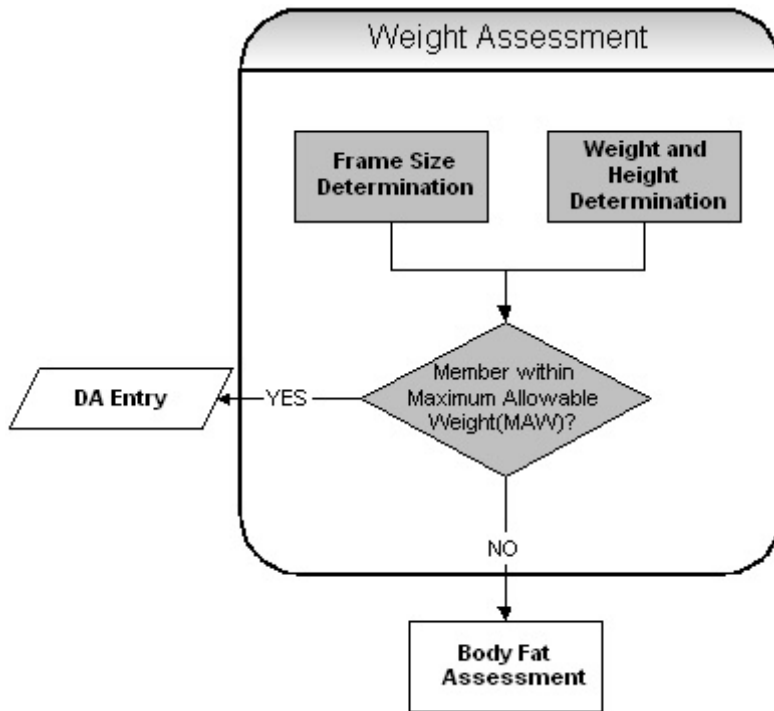 Weight Assessment
Frame Size
Determination
Weight and
Height
Determination
Member within
Maximum Allowable
Weight(MAW)?
YES
DA Entry
NO
Body Fat
Assessment